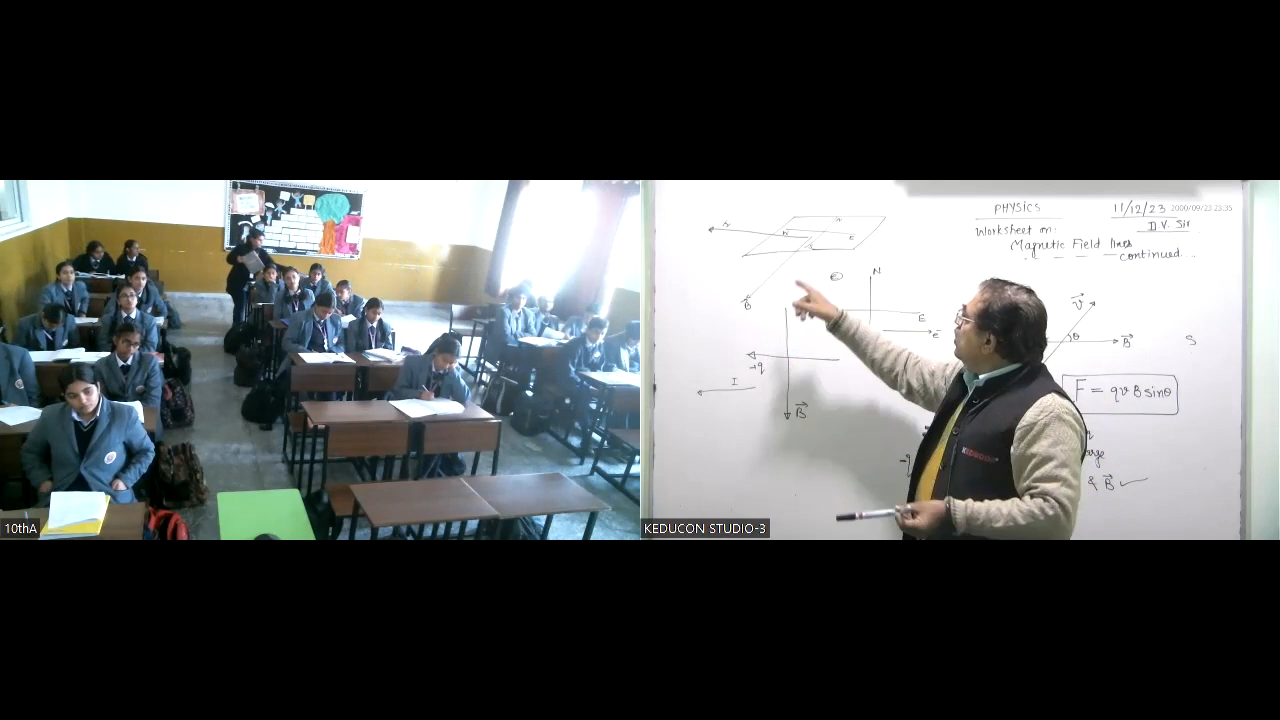 PHYSICS
11/12/23
2000/09/23 23:35
Worksheet on:
D.V. Sir
Magnetic Field lines
continued...
N
E
B
N
E
e
+q
I
B
v
θ
B
S
F = qvB sinθ
-q
& B
KEDUCON
10thA
KEDUCON STUDIO-3